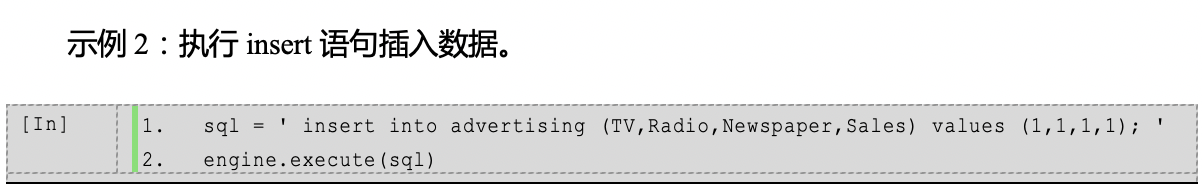 示例 2：执行 insert 语句插入数据。
[In]
1. sql = ' insert into advertising (TV,Radio,Newspaper,Sales) values (1,1,1,1); '
2. engine.execute(sql)